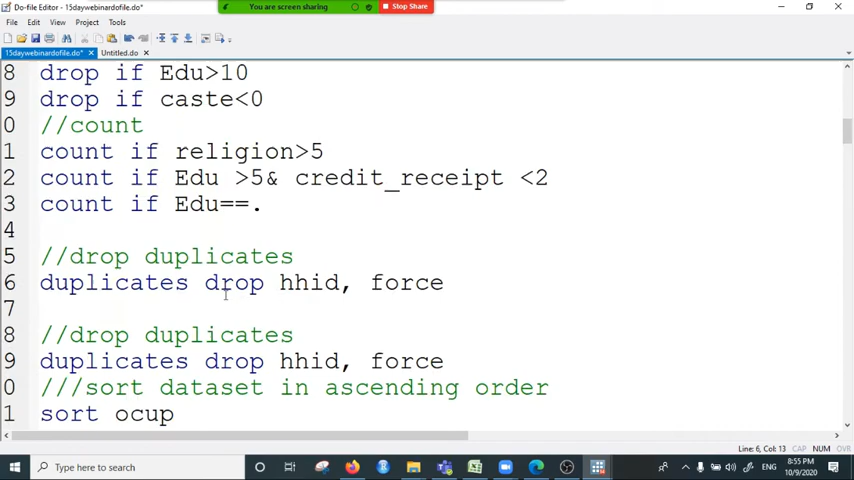 Do-file Editor - 15daywebinardofile.do*
You are screen sharing
Stop Share
File Edit View Project Tools
15daywebinardofile.do* × Untitled.do ×
8 drop if Edu>10
9 drop if caste<0
0 //count
1 count if religion>5
2 count if Edu >5& credit_receipt <2
3 count if Edu==.
4
5 //drop duplicates
6 duplicates drop hhid, force
7
8 //drop duplicates
9 duplicates drop hhid, force
0 ///sort dataset in ascending order
1 sort ocup
Line: 6, Col: 13 CAP NUM OVR
Type here to search
ENG
8:55 PM
10/9/2020